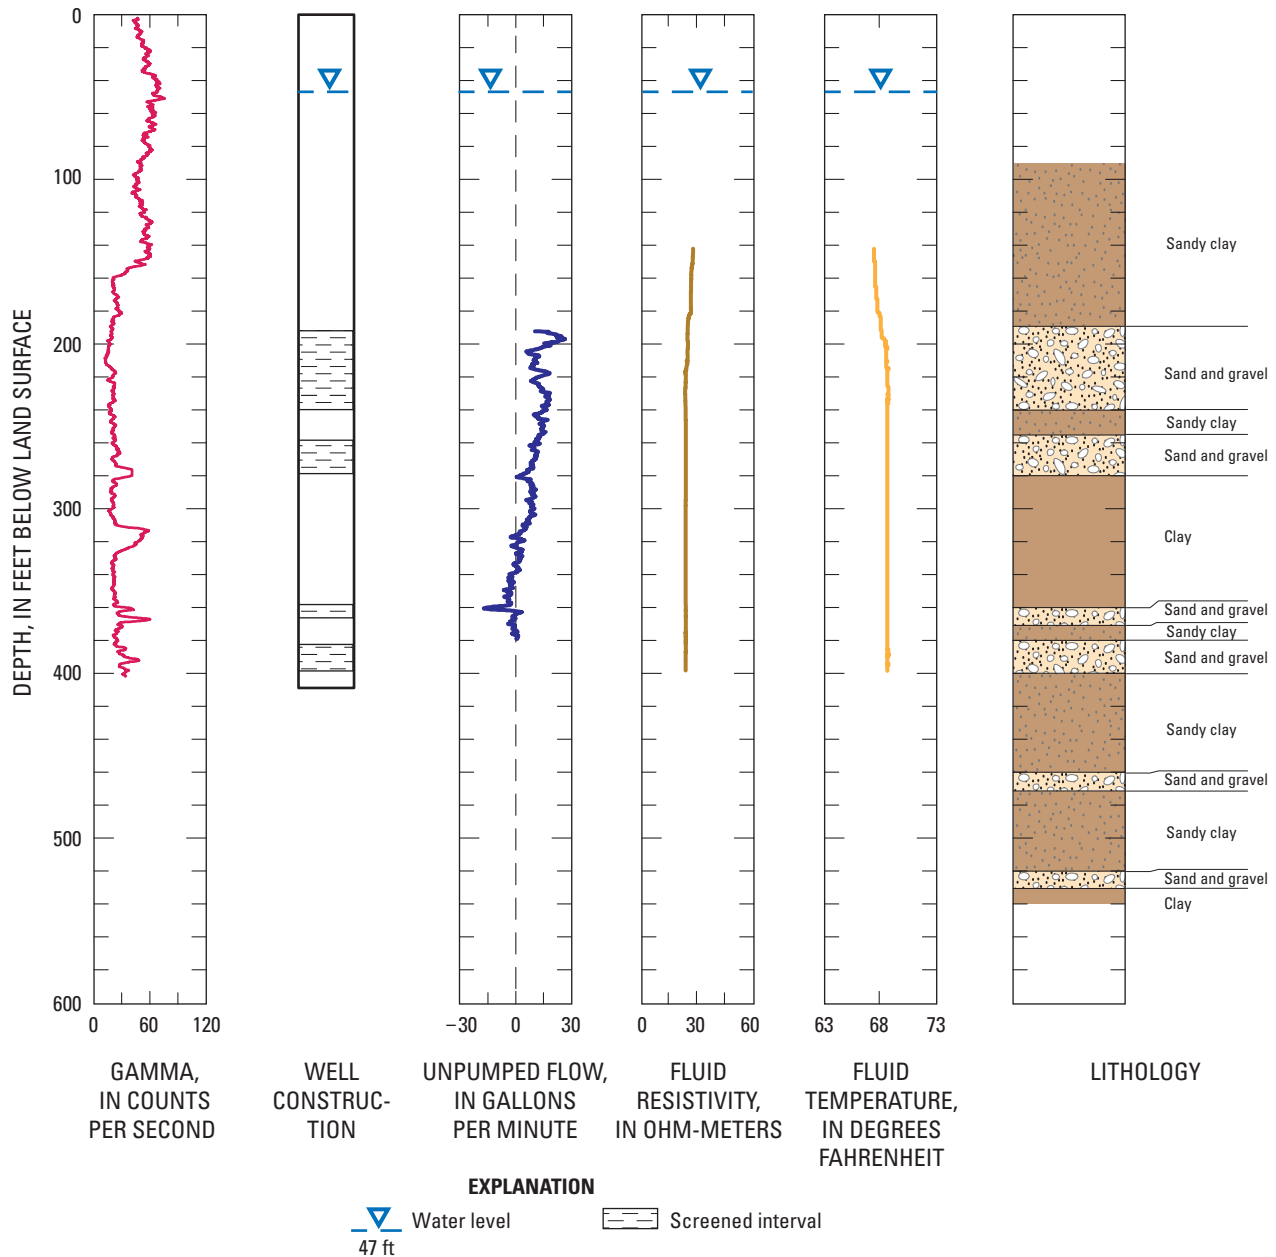 DEPTH, IN FEET BELOW LAND SURFACE
0
100
200
300
400
500
600
0 60 120
−30 0 30
0 30 60
63 68 73
Sandy clay
Sand and gravel
Sandy clay
Sand and gravel
Clay
Sand and gravel
Sandy clay
Sand and gravel
Sandy clay
Sand and gravel
Sandy clay
Sand and gravel
Clay
GAMMA,
IN COUNTS
PER SECOND
WELL
CONSTRUC-
TION
UNPUMPED FLOW,
IN GALLONS
PER MINUTE
FLUID
RESISTIVITY,
IN OHM-METERS
FLUID
TEMPERATURE,
IN DEGREES
FAHRENHEIT
LITHOLOGY
EXPLANATION
Water level
47 ft
Screened interval